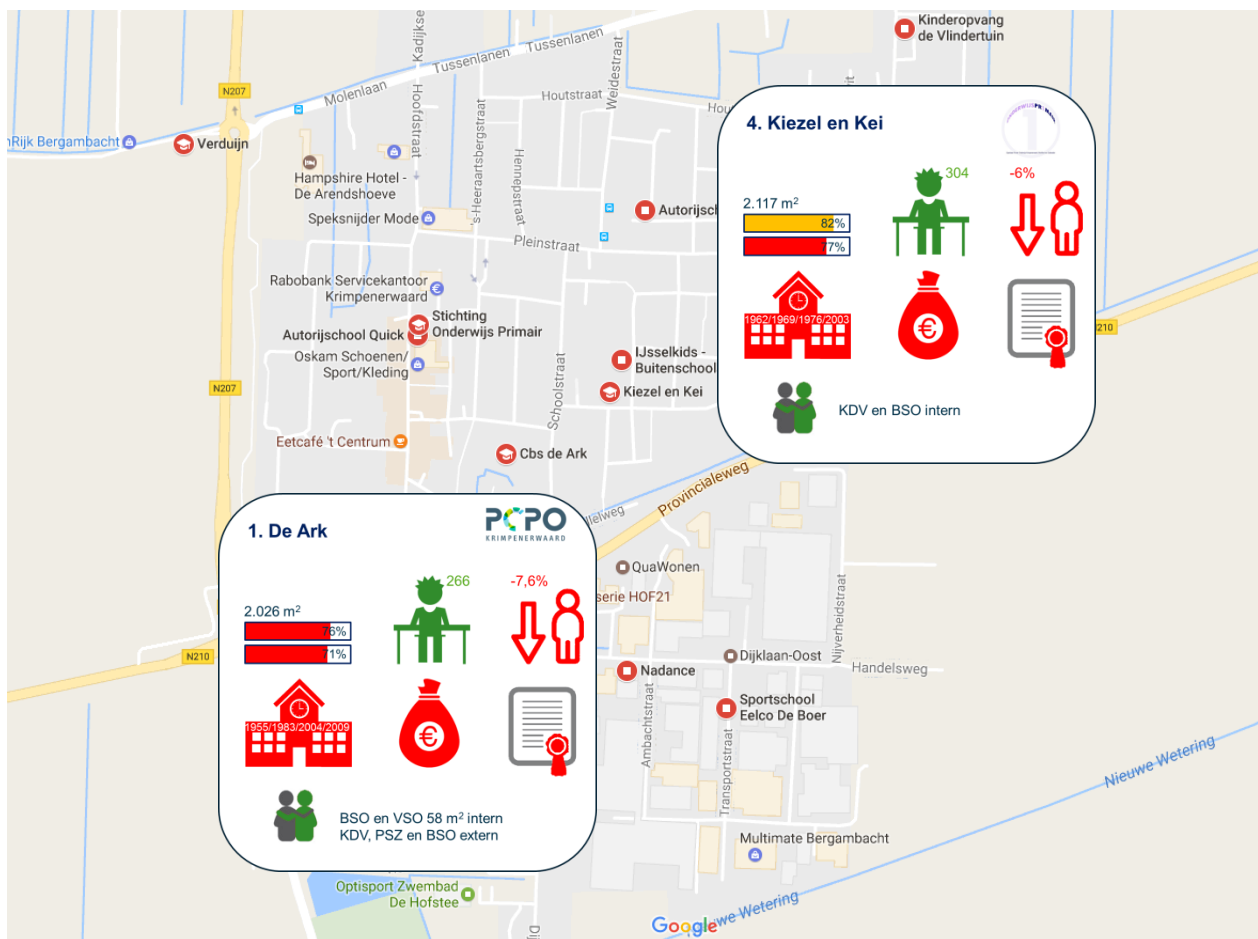 Kinderopvang
de Vlindertuin
Kadijkse
Tussenlanen
Tussenlanen
Weidestraat
N207
Molenlaan
Hoofdstraat
Houtstraat
Hou
nRijk Bergambacht
Verduijn
Hampshire Hotel -
De Arendshoeve
's-Heeraartsbergstraat
Hennepstraat
Speksnijder Mode
Autorijsch
Pleinstraat
Rabobank Servicekantoor
Krimpenerwaard
Stichting
Onderwijs Primair
Autorijschool Quick
Oskam Schoenen/
Sport/Kleding
IJsselkids -
Buitenschool
N207
Schoolstraat
Kiezel en Kei
Eetcafé 't Centrum
Cbs de Ark
4. Kiezel en Kei
304
-6%
2.117 m²
82%
77%
1962/1969/1976/2003
€
KDV en BSO intern
N210
Provincialeweg
llelweg
1. De Ark
PCPO
KRIMPENERWAARD
266
-7,6%
2.026 m²
76%
71%
1955/1983/2004/2009
€
BSO en VSO 58 m² intern
KDV, PSZ en BSO extern
QuaWonen
serie HOF21
N210
Nijverheidstraat
Dijklaan-Oost
Handelsweg
Nadance
Sportschool
Eelco De Boer
Ambachtstraat
Transportstraat
Nieuwe Wetering
Multimate Bergambacht
Optisport Zwembad
De Hofstee
Dij
Google
we Wetering